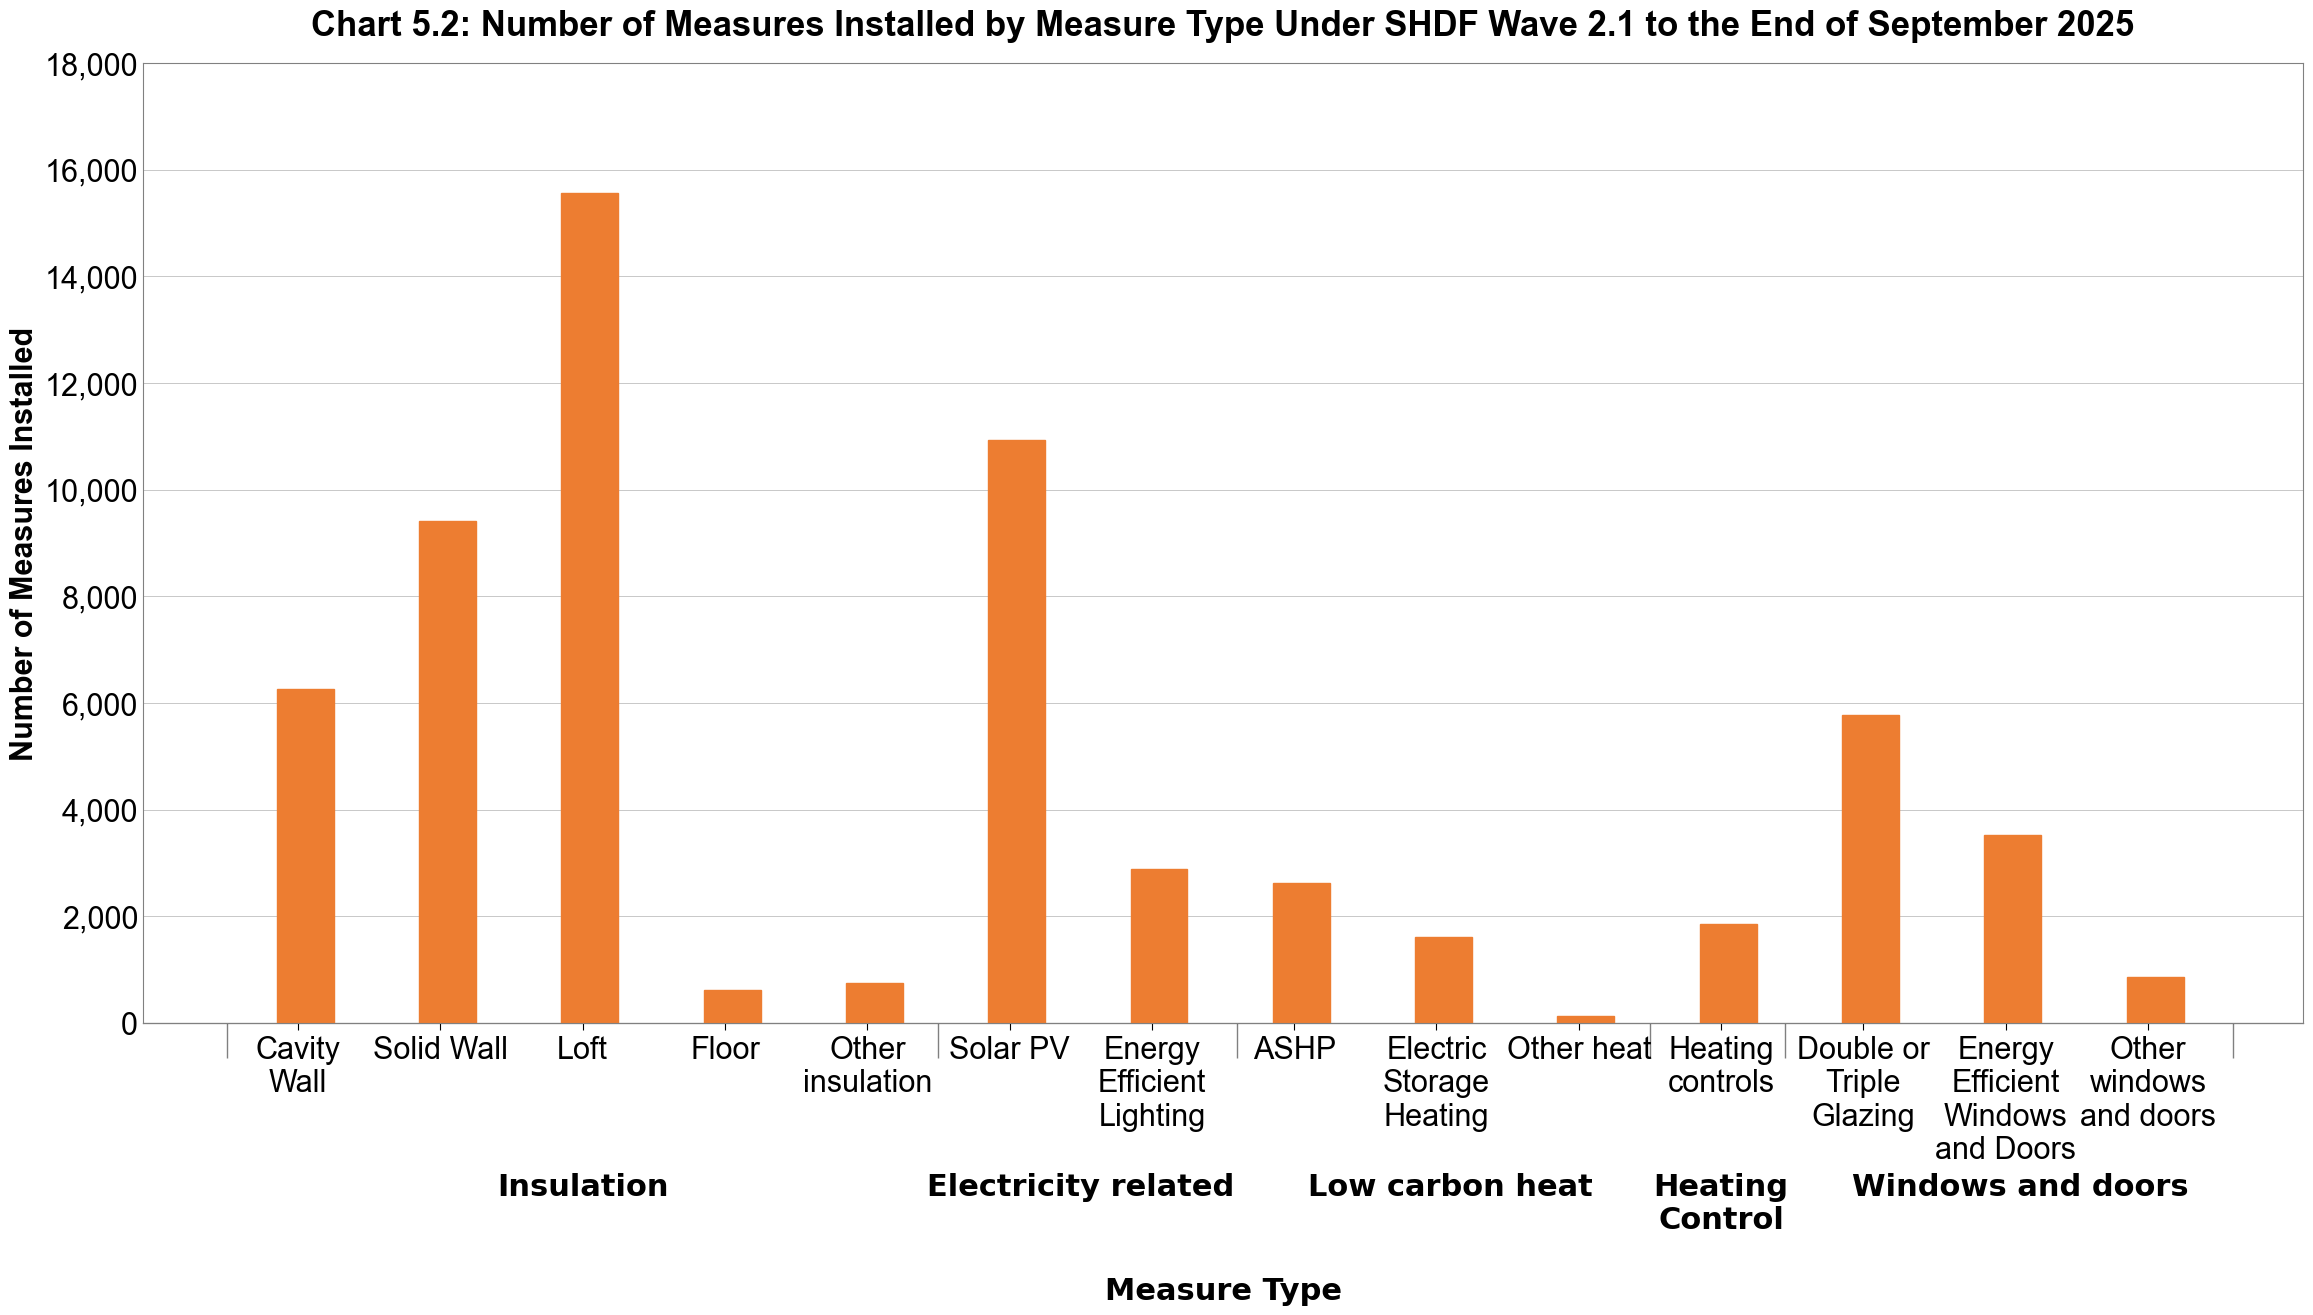 Chart 5.2: Number of Measures Installed by Measure Type Under SHDF Wave 2.1 to the End of September 2025
Number of Measures Installed
18,000
16,000
14,000
12,000
10,000
8,000
6,000
4,000
2,000
0
Cavity
Wall
Solid Wall
Loft
Floor
Other
insulation
Solar PV
Energy
Efficient
Lighting
ASHP
Electric
Storage
Heating
Other heat
Heating
controls
Double or
Triple
Glazing
Energy
Efficient
Windows
and Doors
Other
windows
and doors
Insulation
Electricity related
Low carbon heat
Heating
Control
Windows and doors
Measure Type